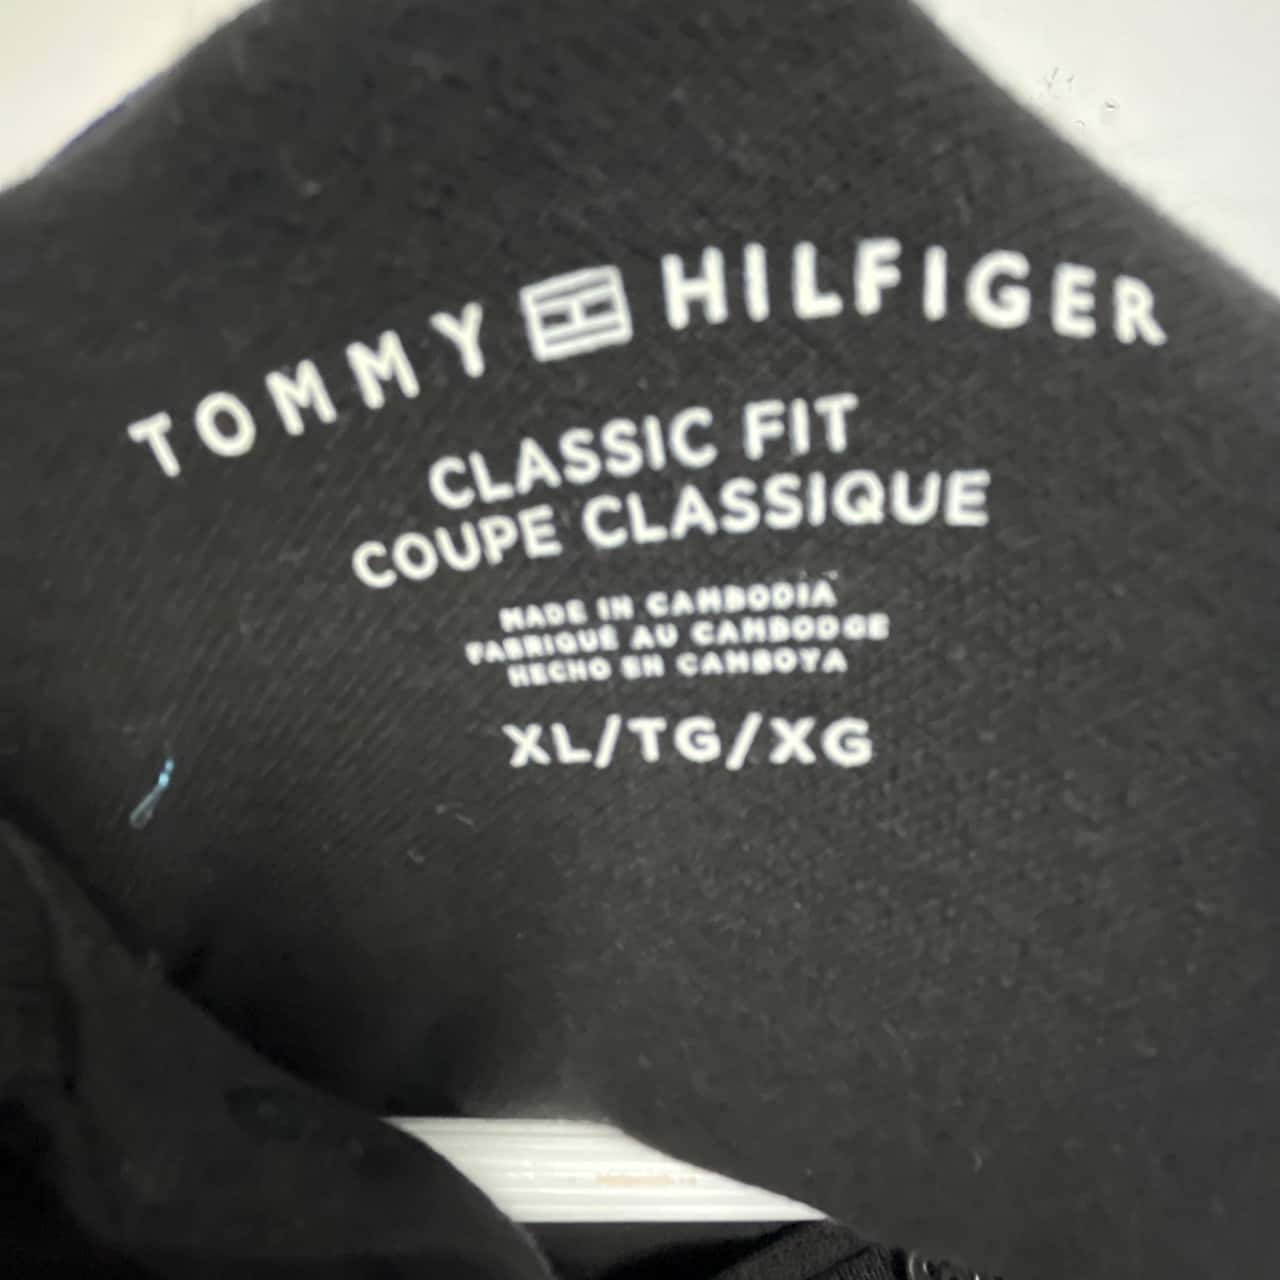 TOMMY HILFIGER
CLASSIC FIT
COUPE CLASSIQUE
MADE IN CAMBODIA
FABRIQUÉ AU CAMBODGE
HECHO EN CAMBOYA
XL/TG/XG